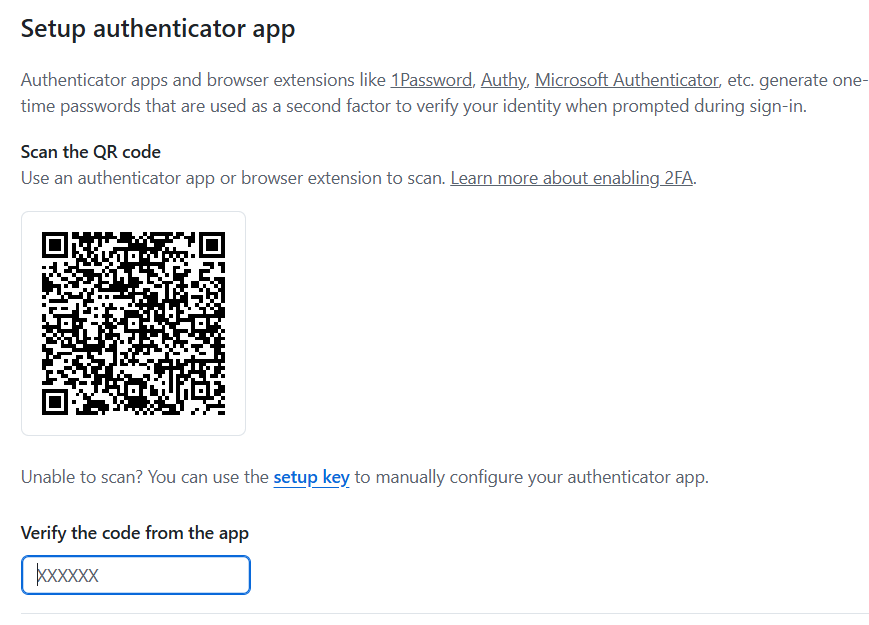 Setup authenticator app
Authenticator apps and browser extensions like 1Password, Authy, Microsoft Authenticator, etc. generate one-
time passwords that are used as a second factor to verify your identity when prompted during sign-in.
Scan the QR code
Use an authenticator app or browser extension to scan. Learn more about enabling 2FA.
Unable to scan? You can use the setup key to manually configure your authenticator app.
Verify the code from the app
XXXXXX